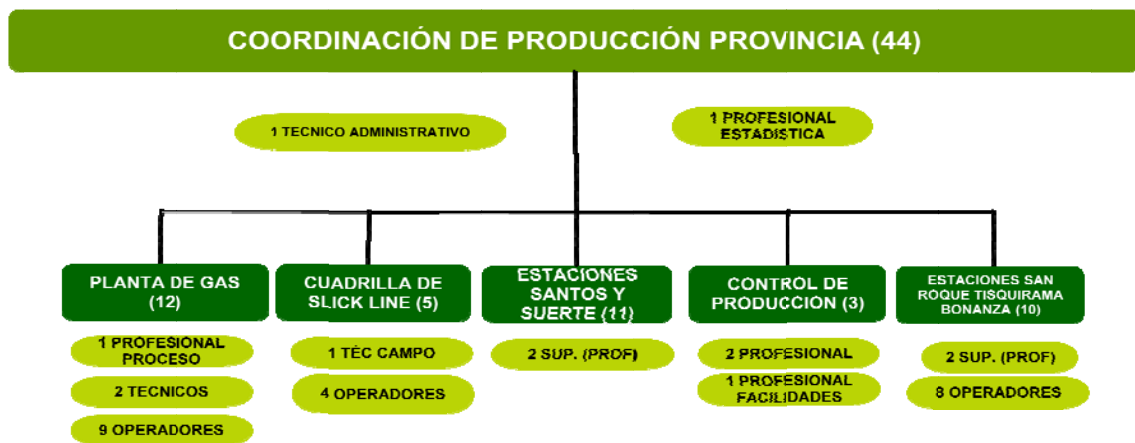 COORDINACIÓN DE PRODUCCIÓN PROVINCIA (44)
1 TECNICO ADMINISTRATIVO
1 PROFESIONAL
ESTADISTICA
PLANTA DE GAS
(12)
1 PROFESIONAL
PROCESO
2 TECNICOS
9 OPERADORES
CUADRILLA DE
SLICK LINE (5)
1 TÉC CAMPO
4 OPERADORES
ESTACIONES
SANTOS Y
SUERTE (11)
2 SUP. (PROF)
CONTROL DE
PRODUCCIÓN (3)
2 PROFESIONAL
1 PROFESIONAL
FACILIDADES
ESTACIONES SAN
ROQUE TISQUIRAMA
BONANZA (10)
2 SUP. (PROF)
8 OPERADORES